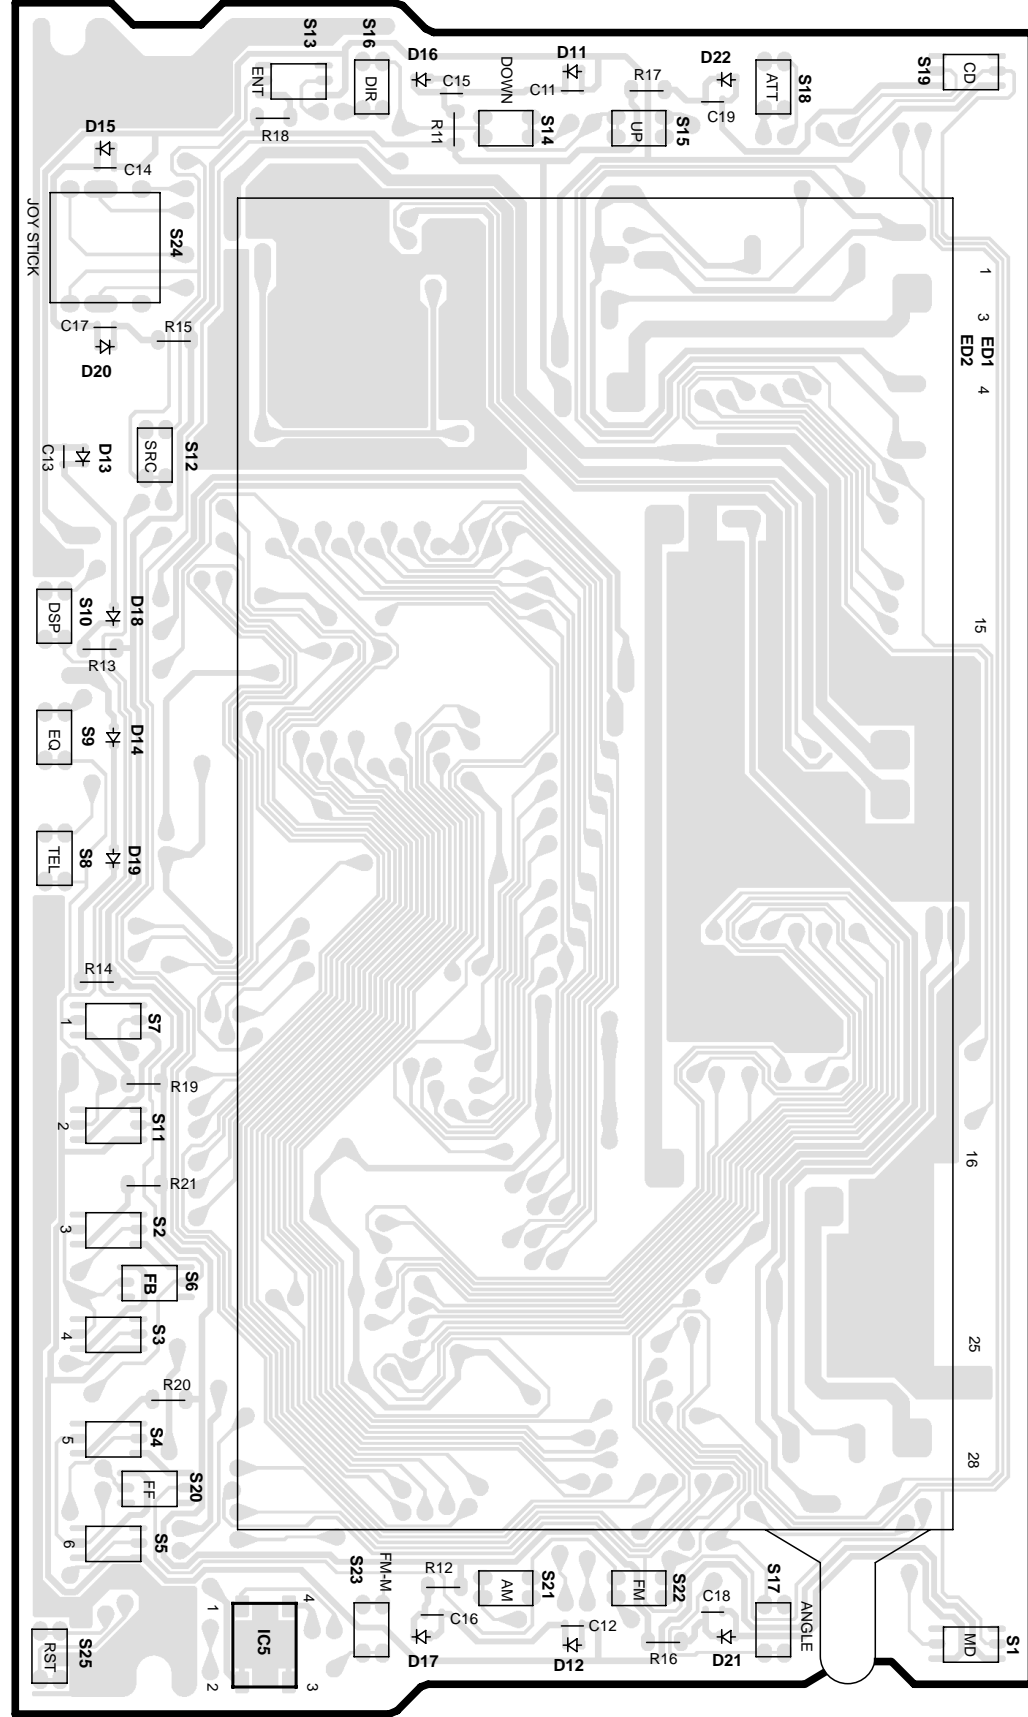 S13
S16
D16
D11
D22
S19
CD
ENT
DIR
C15
DOWN
C11
R17
ATT
S18
C19
R18
R11
S14
UP
S15
D15
C14
JOY STICK
S24
1
3
ED1
ED2
4
C17
R15
D20
C13
D13
SRC
S12
DSP
S10
D18
15
R13
EQ
S9
D14
TEL
S8
D19
R14
1
S7
R19
2
S11
16
R21
3
S2
FB
S6
4
S3
25
R20
5
S4
28
FF
S20
6
S5
S23
FM-M
R12
AM
S21
FM
S22
C18
S17
ANGLE
1
4
C16
C12
IC5
D17
D12
R16
D21
MD
S1
RST
S25
2
3